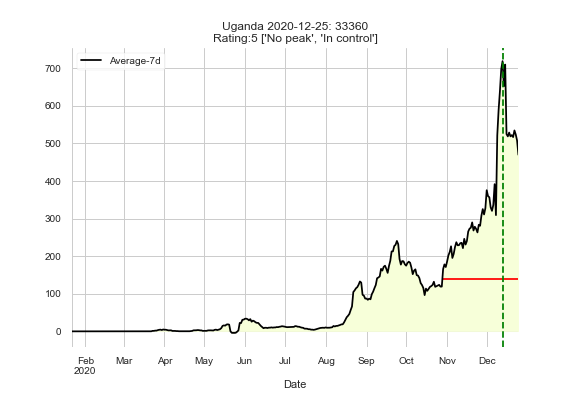 Uganda 2020-12-25: 33360
Rating:5 ['No peak', 'In control']
Average-7d
700
600
500
400
300
200
100
0
Feb Mar Apr May Jun Jul Aug Sep Oct Nov Dec
2020
Date